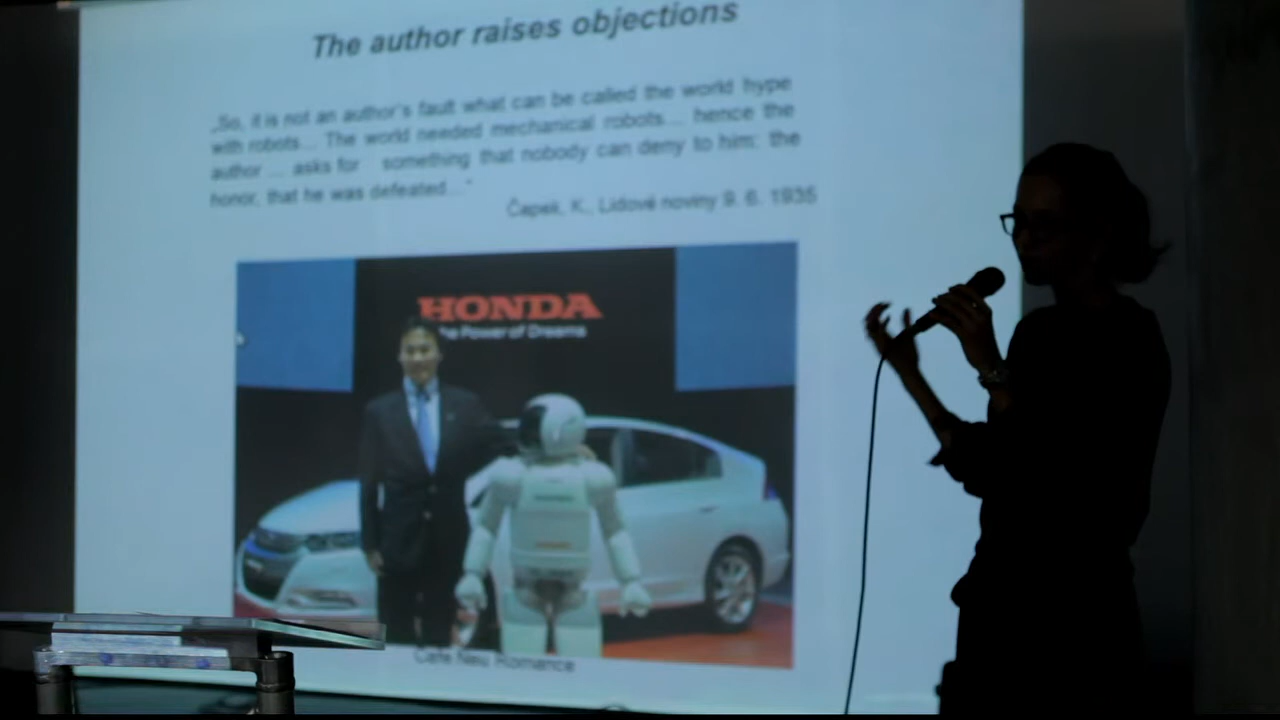 The author raises objections
„So, it is not an author's fault what can be called the world hype
with robots... The world needed mechanical robots... hence the
author ... asks for something that nobody can deny to him: the
honor, that he was defeated..."
Čapek, K., Lidové noviny 9. 6. 1935
HONDA
he Power of Dreams
Café Neu Romance